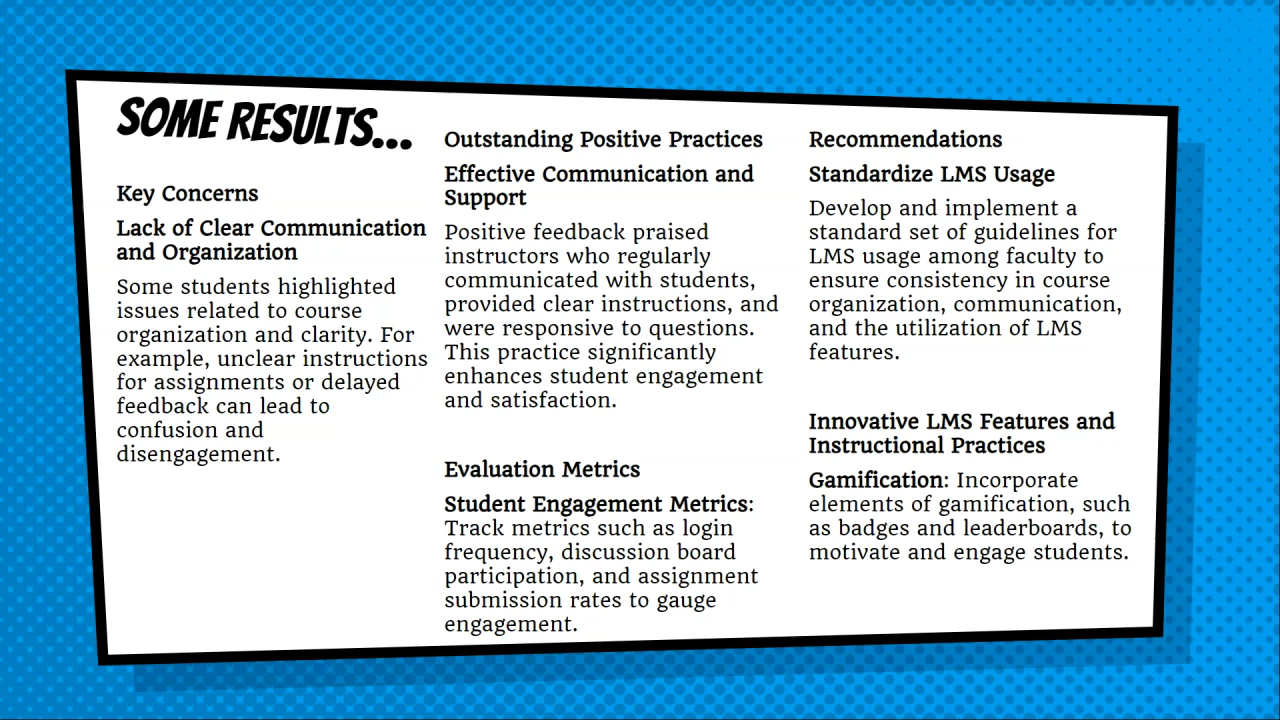 SOME RESULTS...
Key Concerns
Lack of Clear Communication
and Organization
Some students highlighted
issues related to course
organization and clarity. For
example, unclear instructions
for assignments or delayed
feedback can lead to
confusion and
disengagement.
Outstanding Positive Practices
Effective Communication and
Support
Positive feedback praised
instructors who regularly
communicated with students,
provided clear instructions, and
were responsive to questions.
This practice significantly
enhances student engagement
and satisfaction.
Evaluation Metrics
Student Engagement Metrics:
Track metrics such as login
frequency, discussion board
participation, and assignment
submission rates to gauge
engagement.
Recommendations
Standardize LMS Usage
Develop and implement a
standard set of guidelines for
LMS usage among faculty to
ensure consistency in course
organization, communication,
and the utilization of LMS
features.
Innovative LMS Features and
Instructional Practices
Gamification: Incorporate
elements of gamification, such
as badges and leaderboards, to
motivate and engage students.